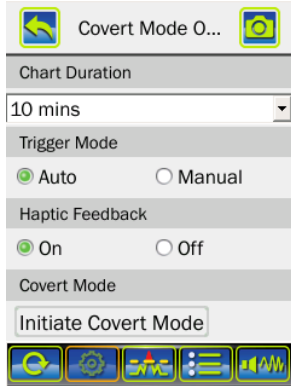 Covert Mode O...
Chart Duration
10 mins
Trigger Mode
Auto Manual
Haptic Feedback
On Off
Covert Mode
Initiate Covert Mode